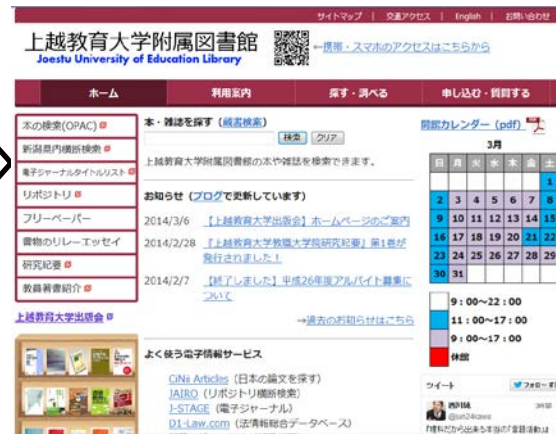 サイトマップ | 交通アクセス | English | お問い合わせ
上越教育大学附属図書館
Joestu University of Education Library
←携帯・スマホのアクセスはこちらから
ホーム 利用案内 探す・調べる 申し込む・質問する
本の検索(OPAC)
新潟県内横断検索
電子ジャーナルタイトルリスト
リポジトリ
フリーペーパー
書物のリレーエッセイ
研究紀要
教員著書紹介
上越教育大学出版会
本・雑誌を探す (蔵書検索)
検索 クリア
上越教育大学附属図書館の本や雑誌を検索できます。
お知らせ (ブログで更新しています)
2014/3/6 【上越教育大学出版会】ホームページのご案内
2014/2/28 『上越教育大学教職大学院研究紀要』第1巻が
発行されました!
2014/2/7 【終了しました】平成26年度アルバイト募集に
ついて
→過去のお知らせはこちら
よく使う電子情報サービス
CiNii Articles (日本の論文を探す)
JAIRO (リポジトリ横断検索)
J-STAGE (電子ジャーナル)
D1-Law.com (法情報総合データベース)
開館カレンダー (pdf)
3月
日 月 火 水 木 金 土
1
2 3 4 5 6 7 8
9 10 11 12 13 14 15
16 17 18 19 20 21 22
23 24 25 26 27 28 29
30 31
9:00~22:00
11:00~17:00
9:00~17:00
休館
ツイート